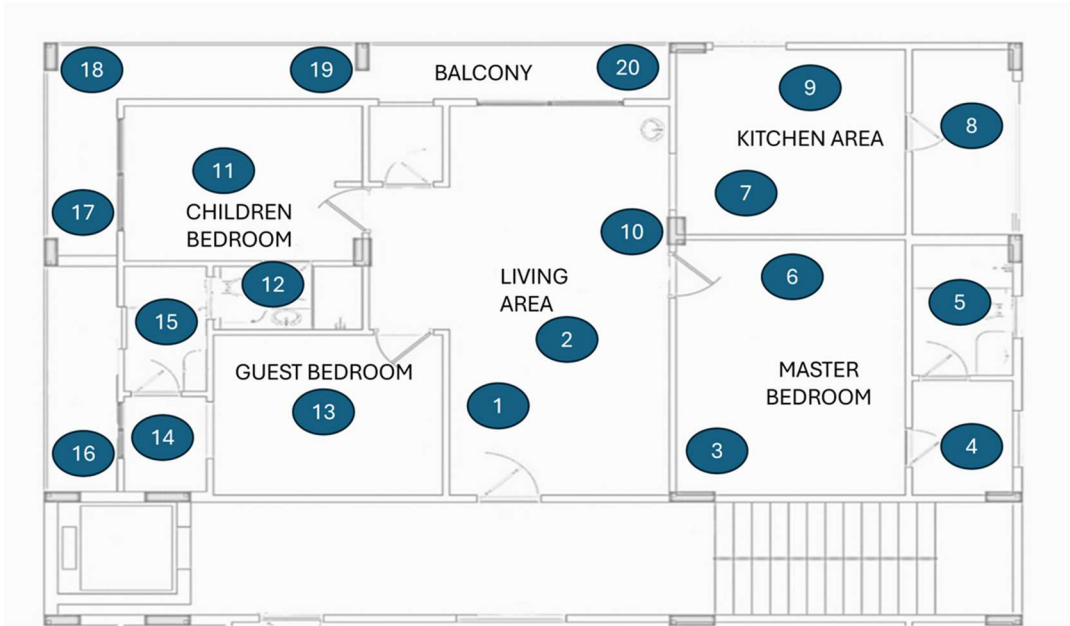 18
19
BALCONY
20
9
KITCHEN AREA
8
11
7
17
CHILDREN
BEDROOM
10
12
LIVING
AREA
6
5
15
2
GUEST BEDROOM
MASTER
BEDROOM
13
1
14
16
3
4